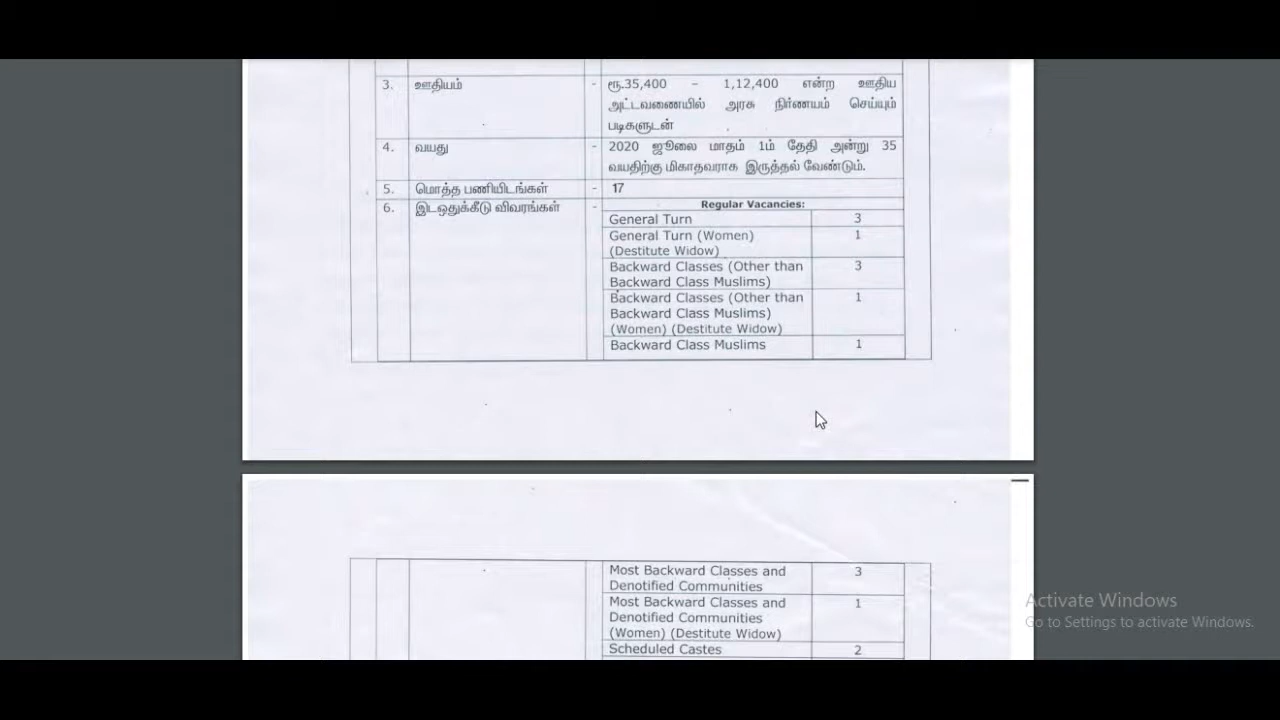 3. ஊதியம் - ரூ.35,400 – 1,12,400 என்ற ஊதிய
அட்டவணையில் அரசு நிர்ணயம் செய்யும்
படிகளுடன்
4. வயது - 2020 ஜூலை மாதம் 1ம் தேதி அன்று 35
வயதிற்கு மிகாதவராக இருத்தல் வேண்டும்.
5. மொத்த பணியிடங்கள் - 17
6. இடஒதுக்கீடு விவரங்கள் - Regular Vacancies:
General Turn 3
General Turn (Women) 1
(Destitute Widow)
Backward Classes (Other than 3
Backward Class Muslims)
Backward Classes (Other than 1
Backward Class Muslims)
(Women) (Destitute Widow)
Backward Class Muslims 1
Most Backward Classes and 3
Denotified Communities
Most Backward Classes and 1
Denotified Communities
(Women) (Destitute Widow)
Scheduled Castes 2
Activate Windows
Go to Settings to activate Windows.